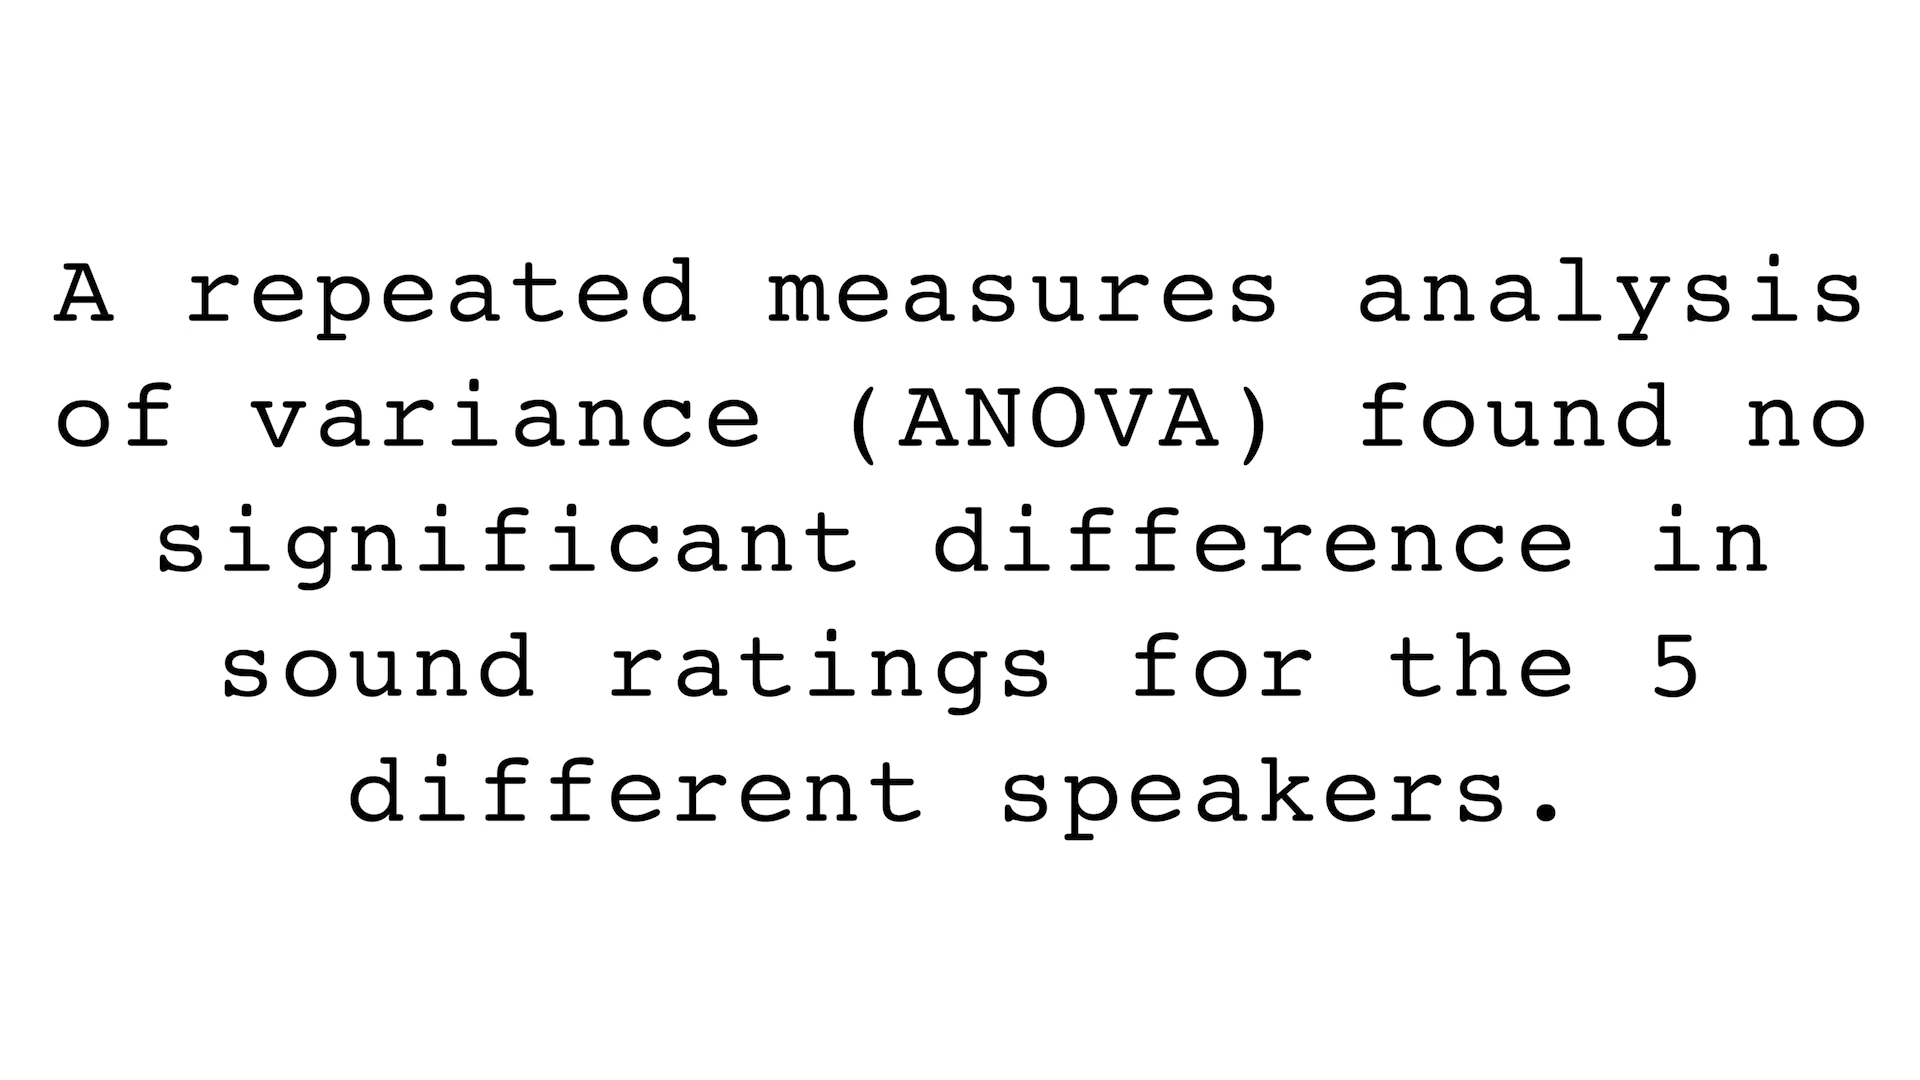 A repeated measures analysis
of variance (ANOVA) found no
significant difference in
sound ratings for the 5
different speakers.